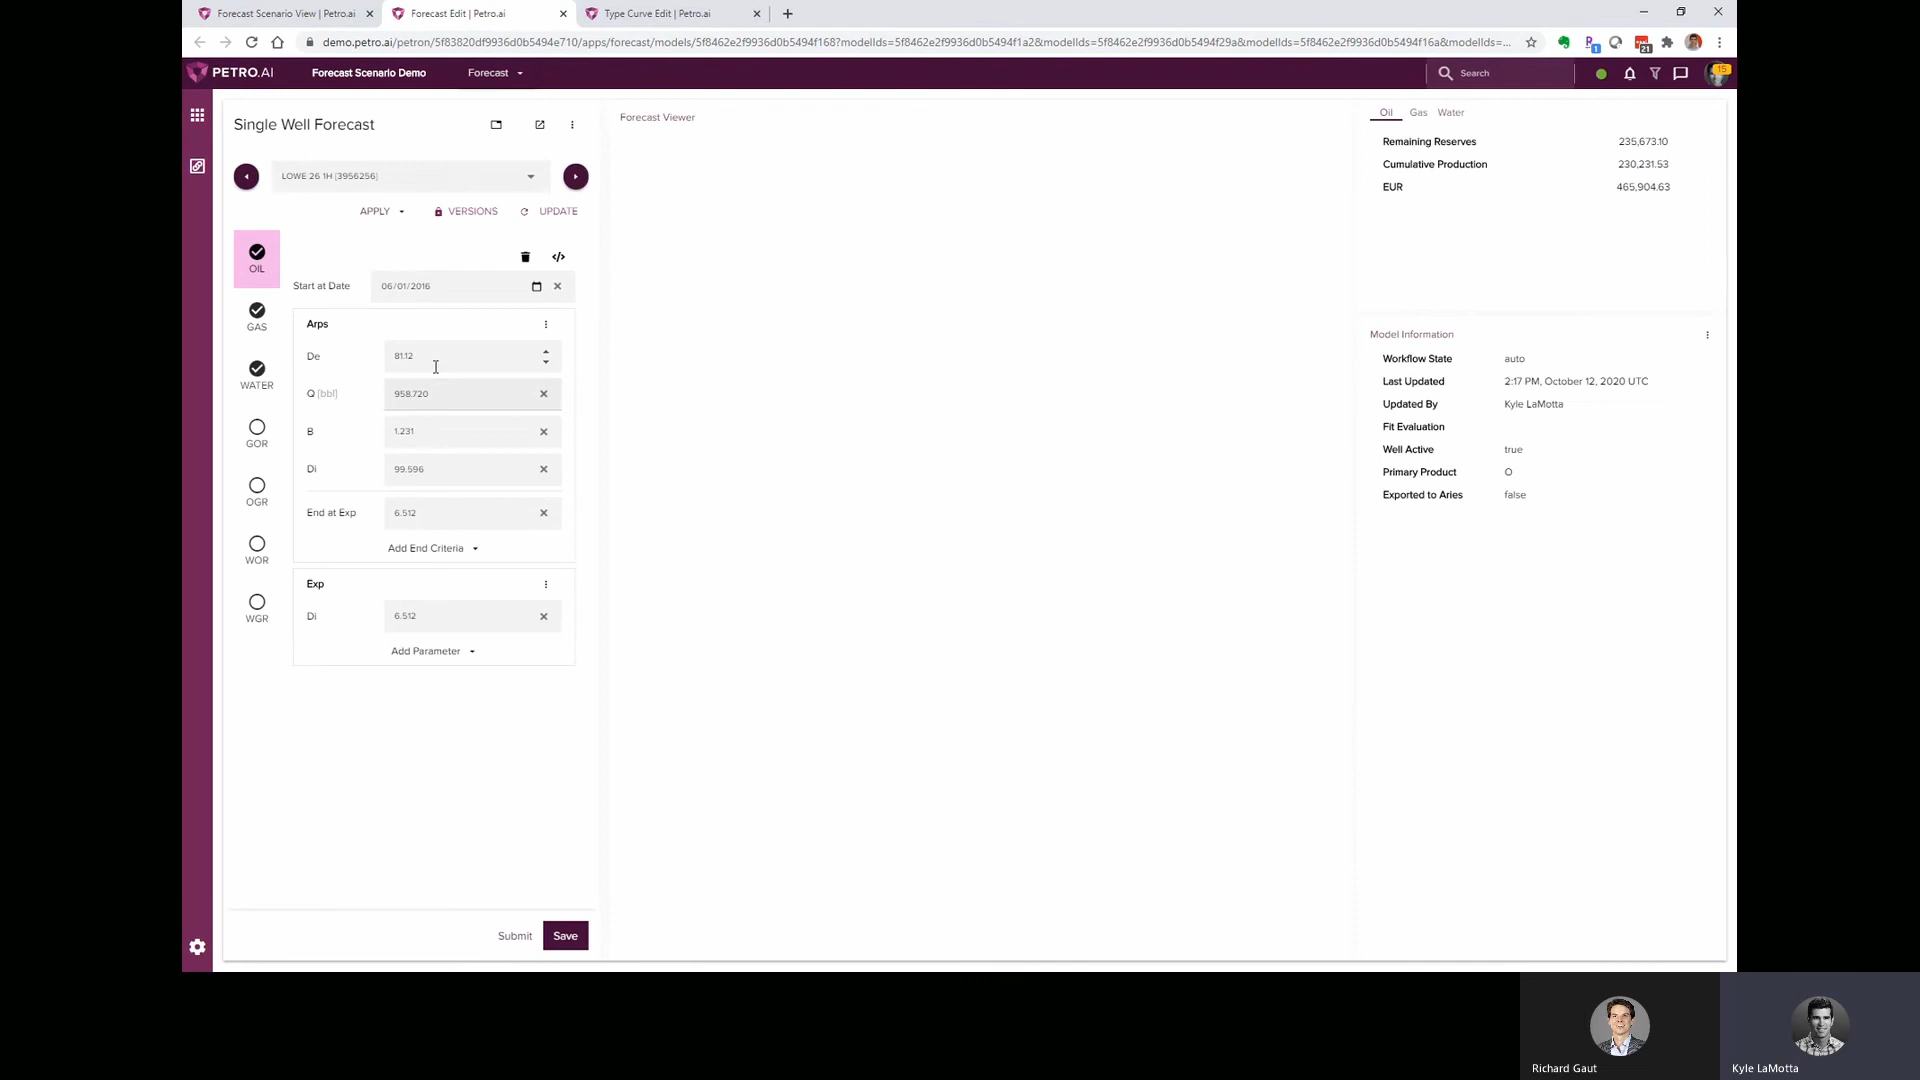 Forecast Scenario View | Petro.ai
Forecast Edit | Petro.ai
Type Curve Edit | Petro.ai
demo.petro.ai/petron/5f83820df9936d0b5494e710/apps/forecast/models/5f8462e2f9936d0b5494f168?modelIds=5f8462e2f9936d0b5494f1a2&modelIds=5f8462e2f9936d0b5494f29a&modelIds=5f8462e2f9936d0b5494f16a&modelIds=...
1
21
PETRO.AI
Forecast Scenario Demo
Forecast
Search
15
Single Well Forecast
LOWE 26 1H [3956256]
APPLY
VERSIONS
UPDATE
OIL
GAS
WATER
GOR
OGR
WOR
WGR
</>
Start at Date
06/01/2016
Arps
De
81.12
Q [bbl]
958.720
B
1.231
Di
99.596
End at Exp
6.512
Add End Criteria
Exp
Di
6.512
Add Parameter
Submit
Save
Forecast Viewer
Oil
Gas
Water
Remaining Reserves
235,673.10
Cumulative Production
230,231.53
EUR
465,904.63
Model Information
Workflow State
auto
Last Updated
2:17 PM, October 12, 2020 UTC
Updated By
Kyle LaMotta
Fit Evaluation
Well Active
true
Primary Product
O
Exported to Aries
false
Richard Gaut
Kyle LaMotta